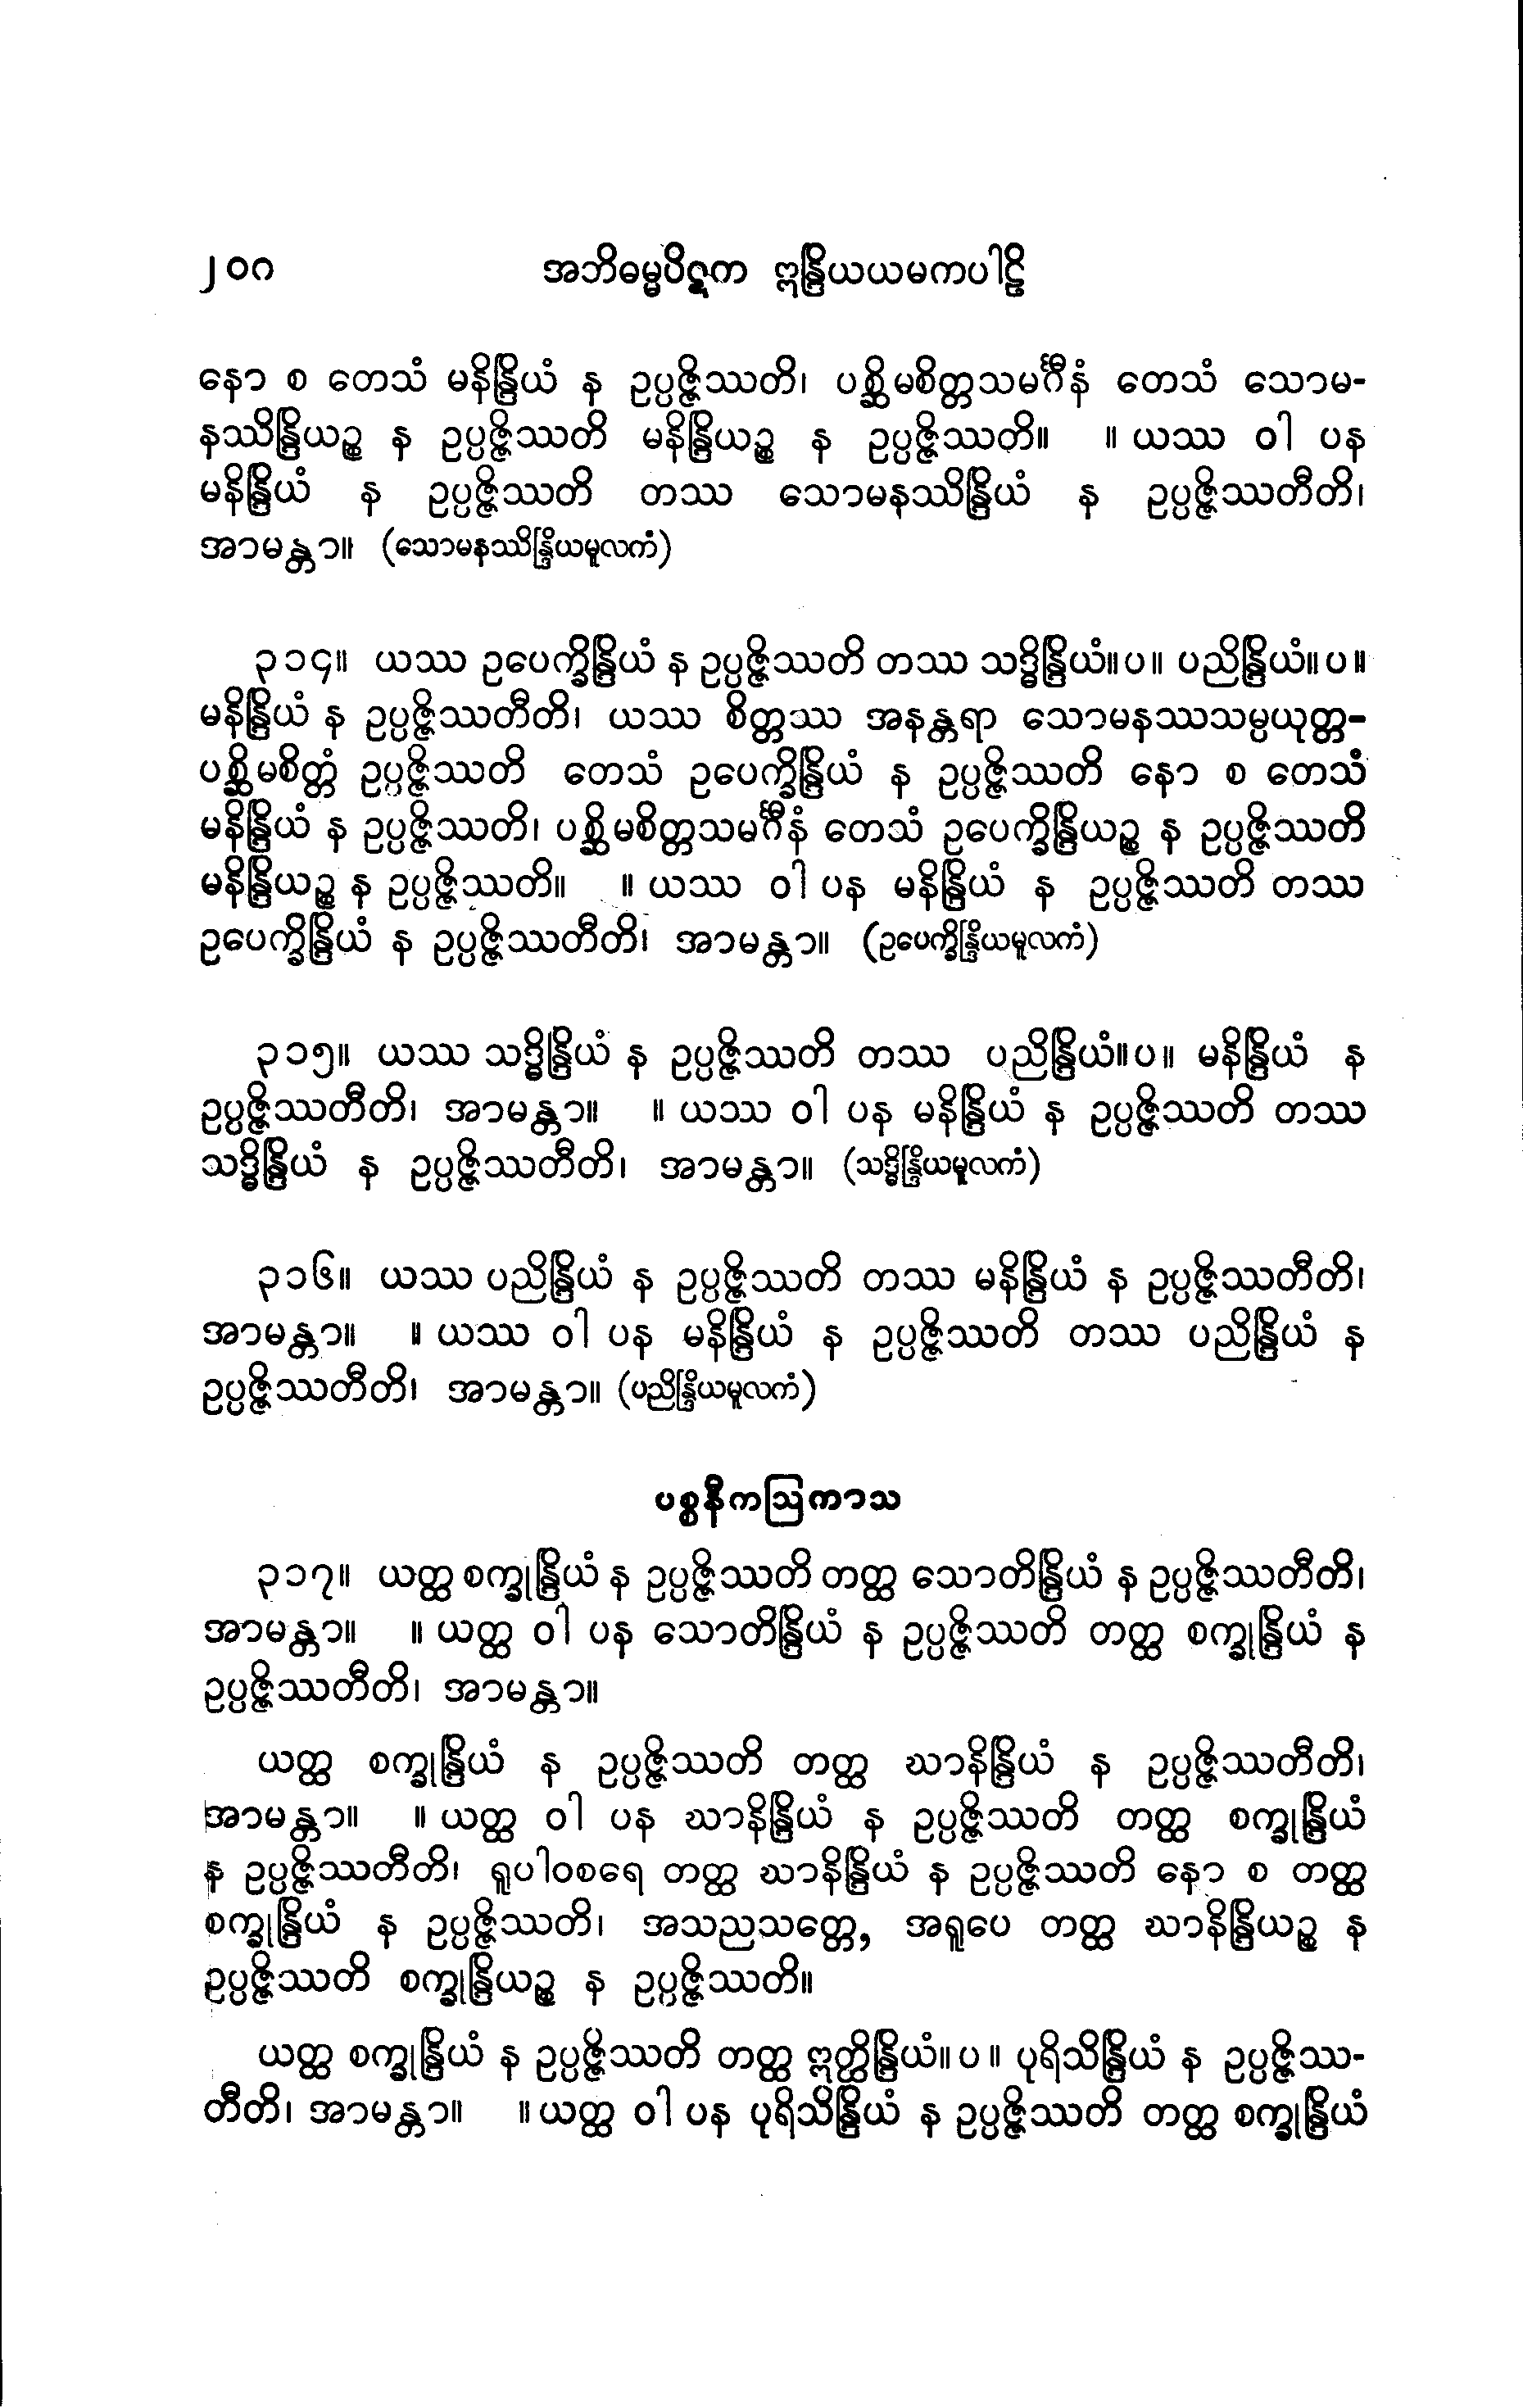 ၂၀ဂ အဘိဓမ္မပိဋက ဣန္ဒြိယယမကပါဠိ
နော စ တေသံ မနိန္ဒြိယံ န ဥပ္ပဇ္ဇိဿတိ၊ ပစ္ဆိမစိတ္တသမင်္ဂီနံ တေသံ သောမ-
နဿိန္ဒြိယဉ္စ န ဥပ္ပဇ္ဇိဿတိ မနိန္ဒြိယဉ္စ န ဥပ္ပဇ္ဇိဿတိ။ ။ ယဿ ဝါ ပန
မနိန္ဒြိယံ န ဥပ္ပဇ္ဇိဿတိ တဿ သောမနဿိန္ဒြိယံ န ဥပ္ပဇ္ဇိဿတီတိ၊
အာမန္တာ။ (သောမနဿိန္ဒြိယမူလကံ)
၃၁၄။ ယဿ ဥပေက္ခိန္ဒြိယံ န ဥပ္ပဇ္ဇိဿတိ တဿ သဒ္ဓိန္ဒြိယံ။ပ။ ပညိန္ဒြိယံ။ပ။
မနိန္ဒြိယံ န ဥပ္ပဇ္ဇိဿတီတိ၊ ယဿ စိတ္တဿ အနန္တရာ သောမနဿသမ္ပယုတ္တ-
ပစ္ဆိမစိတ္တံ ဥပ္ပဇ္ဇိဿတိ တေသံ ဥပေက္ခိန္ဒြိယံ န ဥပ္ပဇ္ဇိဿတိ နော စ တေသံ
မနိန္ဒြိယံ န ဥပ္ပဇ္ဇိဿတိ၊ ပစ္ဆိမစိတ္တသမင်္ဂီနံ တေသံ ဥပေက္ခိန္ဒြိယဉ္စ န ဥပ္ပဇ္ဇိဿတိ
မနိန္ဒြိယဉ္စ န ဥပ္ပဇ္ဇိဿတိ။ ။ ယဿ ဝါ ပန မနိန္ဒြိယံ န ဥပ္ပဇ္ဇိဿတိ တဿ
ဥပေက္ခိန္ဒြိယံ န ဥပ္ပဇ္ဇိဿတီတိ၊ အာမန္တာ။ (ဥပေက္ခိန္ဒြိယမူလကံ)
၃၁၅။ ယဿ သဒ္ဓိန္ဒြိယံ န ဥပ္ပဇ္ဇိဿတိ တဿ ပညိန္ဒြိယံ။ပ။ မနိန္ဒြိယံ န
ဥပ္ပဇ္ဇိဿတီတိ၊ အာမန္တာ။ ။ ယဿ ဝါ ပန မနိန္ဒြိယံ န ဥပ္ပဇ္ဇိဿတိ တဿ
သဒ္ဓိန္ဒြိယံ န ဥပ္ပဇ္ဇိဿတီတိ၊ အာမန္တာ။ (သဒ္ဓိန္ဒြိယမူလကံ)
၃၁၆။ ယဿ ပညိန္ဒြိယံ န ဥပ္ပဇ္ဇိဿတိ တဿ မနိန္ဒြိယံ န ဥပ္ပဇ္ဇိဿတီတိ၊
အာမန္တာ။ ။ ယဿ ဝါ ပန မနိန္ဒြိယံ န ဥပ္ပဇ္ဇိဿတိ တဿ ပညိန္ဒြိယံ န
ဥပ္ပဇ္ဇိဿတီတိ၊ အာမန္တာ။ (ပညိန္ဒြိယမူလကံ)
ပစ္စနီကဩကာသ
၃၁၇။ ယတ္ထ စက္ခုန္ဒြိယံ န ဥပ္ပဇ္ဇိဿတိ တတ္ထ သောတိန္ဒြိယံ န ဥပ္ပဇ္ဇိဿတီတိ၊
အာမန္တာ။ ။ ယတ္ထ ဝါ ပန သောတိန္ဒြိယံ န ဥပ္ပဇ္ဇိဿတိ တတ္ထ စက္ခုန္ဒြိယံ န
ဥပ္ပဇ္ဇိဿတီတိ၊ အာမန္တာ။
ယတ္ထ စက္ခုန္ဒြိယံ န ဥပ္ပဇ္ဇိဿတိ တတ္ထ ဃာနိန္ဒြိယံ န ဥပ္ပဇ္ဇိဿတီတိ၊
အာမန္တာ။ ။ ယတ္ထ ဝါ ပန ဃာနိန္ဒြိယံ န ဥပ္ပဇ္ဇိဿတိ တတ္ထ စက္ခုန္ဒြိယံ
န ဥပ္ပဇ္ဇိဿတီတိ၊ ရူပါဝစရေ တတ္ထ ဃာနိန္ဒြိယံ န ဥပ္ပဇ္ဇိဿတိ နော စ တတ္ထ
စက္ခုန္ဒြိယံ န ဥပ္ပဇ္ဇိဿတိ၊ အသညသတ္တေ, အရူပေ တတ္ထ ဃာနိန္ဒြိယဉ္စ န
ဥပ္ပဇ္ဇိဿတိ စက္ခုန္ဒြိယဉ္စ န ဥပ္ပဇ္ဇိဿတိ။
ယတ္ထ စက္ခုန္ဒြိယံ န ဥပ္ပဇ္ဇိဿတိ တတ္ထ ဣတ္ထိန္ဒြိယံ။ပ။ ပုရိသိန္ဒြိယံ န ဥပ္ပဇ္ဇိဿ-
တီတိ၊ အာမန္တာ။ ။ ယတ္ထ ဝါ ပန ပုရိသိန္ဒြိယံ န ဥပ္ပဇ္ဇိဿတိ တတ္ထ စက္ခုန္ဒြိယံ